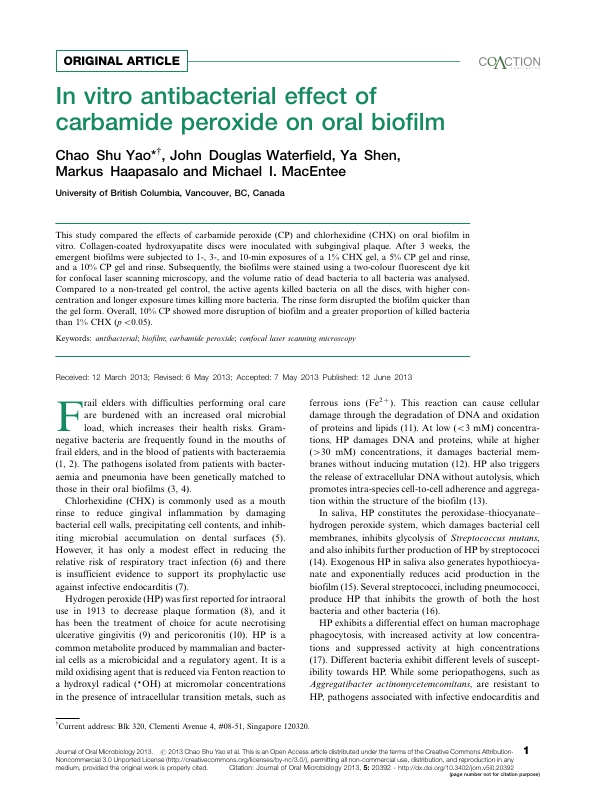 ORIGINAL ARTICLE
COACTION
In vitro antibacterial effect of
carbamide peroxide on oral biofilm
Chao Shu Yao*†, John Douglas Waterfield, Ya Shen,
Markus Haapasalo and Michael I. MacEntee
University of British Columbia, Vancouver, BC, Canada
This study compared the effects of carbamide peroxide (CP) and chlorhexidine (CHX) on oral biofilm in
vitro. Collagen-coated hydroxyapatite discs were inoculated with subgingival plaque. After 3 weeks, the
emergent biofilms were subjected to 1-, 3-, and 10-min exposures of a 1% CHX gel, a 5% CP gel and rinse,
and a 10% CP gel and rinse. Subsequently, the biofilms were stained using a two-colour fluorescent dye kit
for confocal laser scanning microscopy, and the volume ratio of dead bacteria to all bacteria was analysed.
Compared to a non-treated gel control, the active agents killed bacteria on all the discs, with higher con-
centration and longer exposure times killing more bacteria. The rinse form disrupted the biofilm quicker than
the gel form. Overall, 10% CP showed more disruption of biofilm and a greater proportion of killed bacteria
than 1% CHX (p <0.05).
Keywords: antibacterial; biofilm; carbamide peroxide; confocal laser scanning microscopy
Received: 12 March 2013; Revised: 6 May 2013; Accepted: 7 May 2013 Published: 12 June 2013
Frail elders with difficulties performing oral care
are burdened with an increased oral microbial
load, which increases their health risks. Gram-
negative bacteria are frequently found in the mouths of
frail elders, and in the blood of patients with bacteraemia
(1, 2). The pathogens isolated from patients with bacter-
aemia and pneumonia have been genetically matched to
those in their oral biofilms (3, 4).
Chlorhexidine (CHX) is commonly used as a mouth
rinse to reduce gingival inflammation by damaging
bacterial cell walls, precipitating cell contents, and inhib-
iting microbial accumulation on dental surfaces (5).
However, it has only a modest effect in reducing the
relative risk of respiratory tract infection (6) and there
is insufficient evidence to support its prophylactic use
against infective endocarditis (7).
Hydrogen peroxide (HP) was first reported for intraoral
use in 1913 to decrease plaque formation (8), and it
has been the treatment of choice for acute necrotising
ulcerative gingivitis (9) and pericoronitis (10). HP is a
common metabolite produced by mammalian and bacter-
ial cells as a microbicidal and a regulatory agent. It is a
mild oxidising agent that is reduced via Fenton reaction to
a hydroxyl radical (•OH) at micromolar concentrations
in the presence of intracellular transition metals, such as
ferrous ions (Fe2+). This reaction can cause cellular
damage through the degradation of DNA and oxidation
of proteins and lipids (11). At low (<3 mM) concentra-
tions, HP damages DNA and proteins, while at higher
(>30 mM) concentrations, it damages bacterial mem-
branes without inducing mutation (12). HP also triggers
the release of extracellular DNA without autolysis, which
promotes intra-species cell-to-cell adherence and aggrega-
tion within the structure of the biofilm (13).
In saliva, HP constitutes the peroxidase–thiocyanate–
hydrogen peroxide system, which damages bacterial cell
membranes, inhibits glycolysis of Streptococcus mutans,
and also inhibits further production of HP by streptococci
(14). Exogenous HP in saliva also generates hypothiocya-
nate and exponentially reduces acid production in the
biofilm (15). Several streptococci, including pneumococci,
produce HP that inhibits the growth of both the host
bacteria and other bacteria (16).
HP exhibits a differential effect on human macrophage
phagocytosis, with increased activity at low concentra-
tions and suppressed activity at high concentrations
(17). Different bacteria exhibit different levels of suscept-
ibility towards HP. While some periopathogens, such as
Aggregatibacter actinomycetemcomitans, are resistant to
HP, pathogens associated with infective endocarditis and
†Current address: Blk 320, Clementi Avenue 4, #08-51, Singapore 120320.
Journal of Oral Microbiology 2013. © 2013 Chao Shu Yao et al. This is an Open Access article distributed under the terms of the Creative Commons Attribution-
Noncommercial 3.0 Unported License (http://creativecommons.org/licenses/by-nc/3.0/), permitting all non-commercial use, distribution, and reproduction in any
medium, provided the original work is properly cited.
1
Citation: Journal of Oral Microbiology 2013, 5: 20392 - http://dx.doi.org/10.3402/jom.v5i0.20392
(page number not for citation purpose)